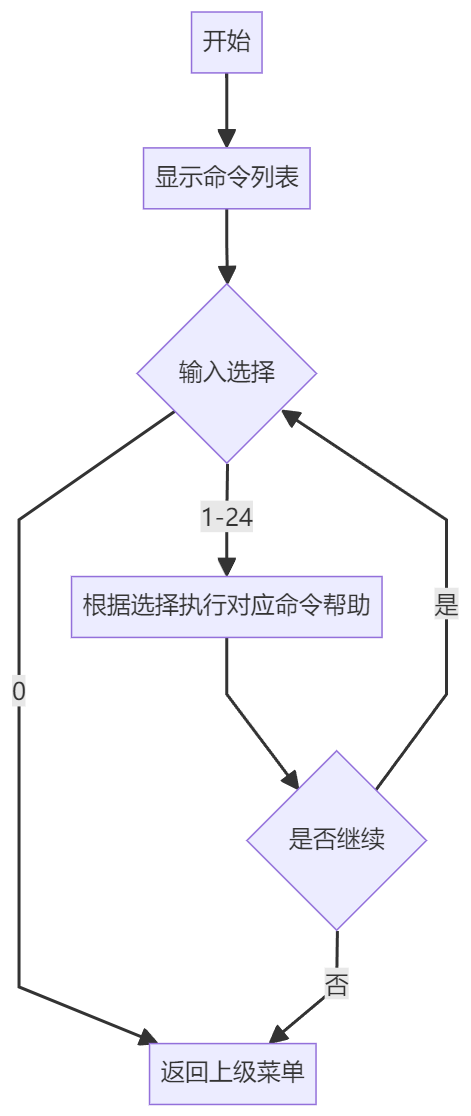 开始
显示命令列表
输入选择
1-24
根据选择执行对应命令帮助
是
0
是否继续
否
返回上级菜单